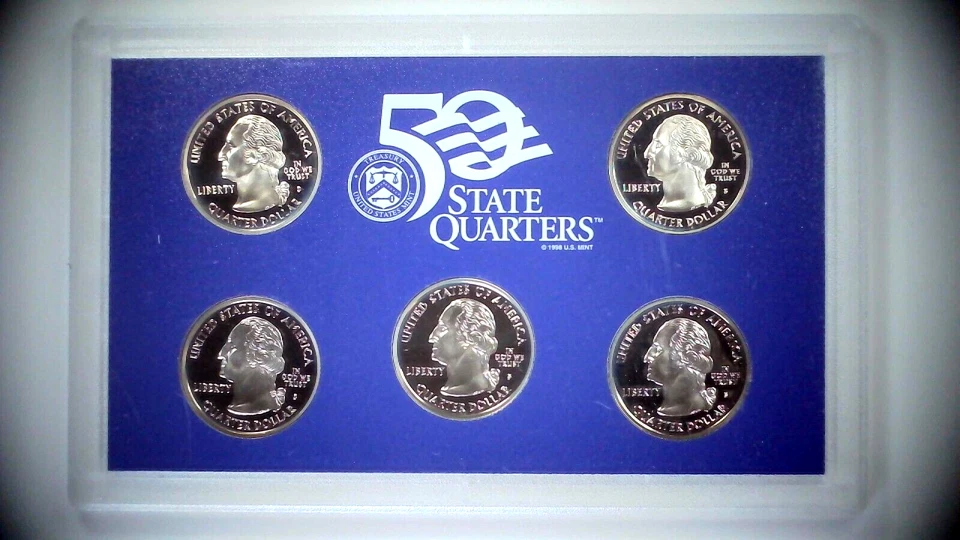 UNITED STATES OF AMERICA
IN
GOD WE
TRUST
LIBERTY
QUARTER DOLLAR
50
TREASURY
UNITED STATES MINT
STATE
QUARTERS™
© 1998 U.S. MINT
UNITED STATES OF AMERICA
IN
GOD WE
TRUST
LIBERTY
S
QUARTER DOLLAR
UNITED STATES OF AMERICA
IN
GOD WE
TRUST
LIBERTY
QUARTER DOLLAR
UNITED STATES OF AMERICA
IN
GOD WE
TRUST
LIBERTY
QUARTER DOLLAR
UNITED STATES OF AMERICA
IN
GOD WE
TRUST
LIBERTY
QUARTER DOLLAR